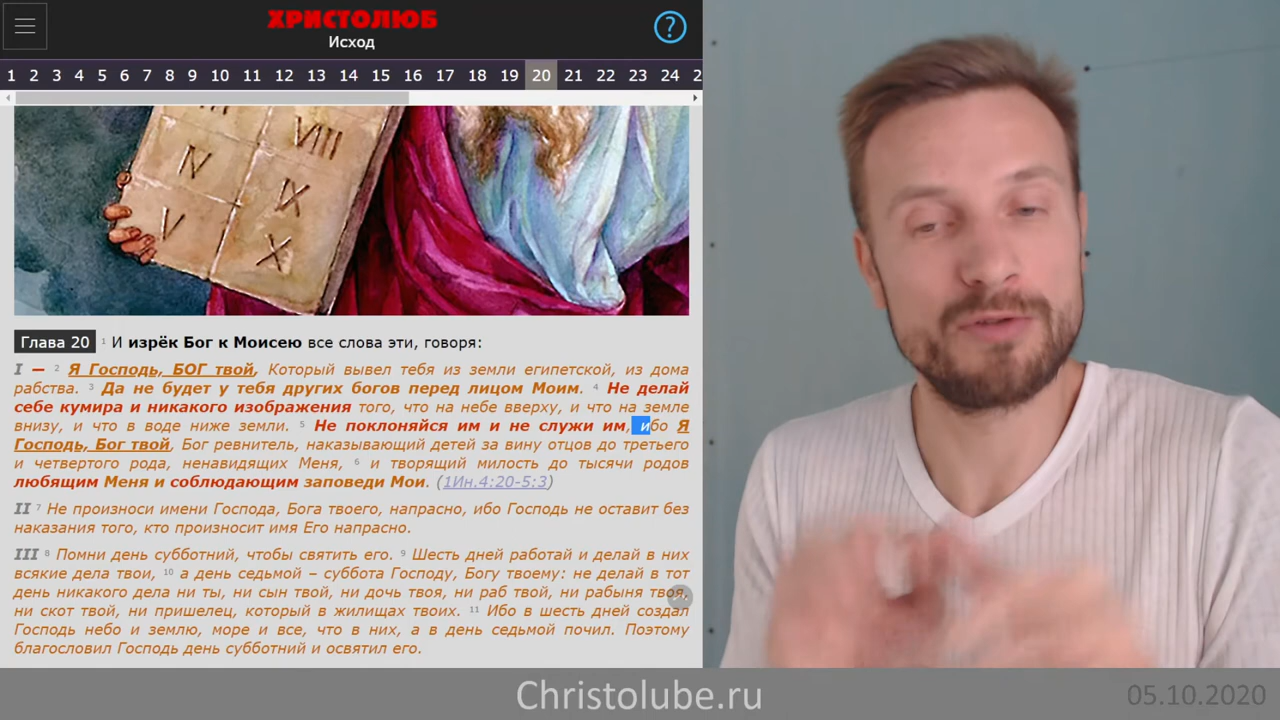 ХРИСТОЛЮБ
Исход
?
1 2 3 4 5 6 7 8 9 10 11 12 13 14 15 16 17 18 19 20 21 22 23 24 2
VIII
IV
IX
V
X
Глава 20 1 И изрёк Бог к Моисею все слова эти, говоря:
I — 2 Я Господь, БОГ твой, Который вывел тебя из земли египетской, из дома
рабства. 3 Да не будет у тебя других богов перед лицом Моим. 4 Не делай
себе кумира и никакого изображения того, что на небе вверху, и что на земле
внизу, и что в воде ниже земли. 5 Не поклоняйся им и не служи им, ибо Я
Господь, Бог твой, Бог ревнитель, наказывающий детей за вину отцов до третьего
и четвертого рода, ненавидящих Меня, 6 и творящий милость до тысячи родов
любящим Меня и соблюдающим заповеди Мои. (1Ин.4:20-5:3)
II 7 Не произноси имени Господа, Бога твоего, напрасно, ибо Господь не оставит без
наказания того, кто произносит имя Его напрасно.
III 8 Помни день субботний, чтобы святить его. 9 Шесть дней работай и делай в них
всякие дела твои, 10 а день седьмой – суббота Господу, Богу твоему: не делай в тот
день никакого дела ни ты, ни сын твой, ни дочь твоя, ни раб твой, ни рабыня твоя,
ни скот твой, ни пришелец, который в жилищах твоих. 11 Ибо в шесть дней создал
Господь небо и землю, море и все, что в них, а в день седьмой почил. Поэтому
благословил Господь день субботний и освятил его.
Christolube.ru
05.10.2020